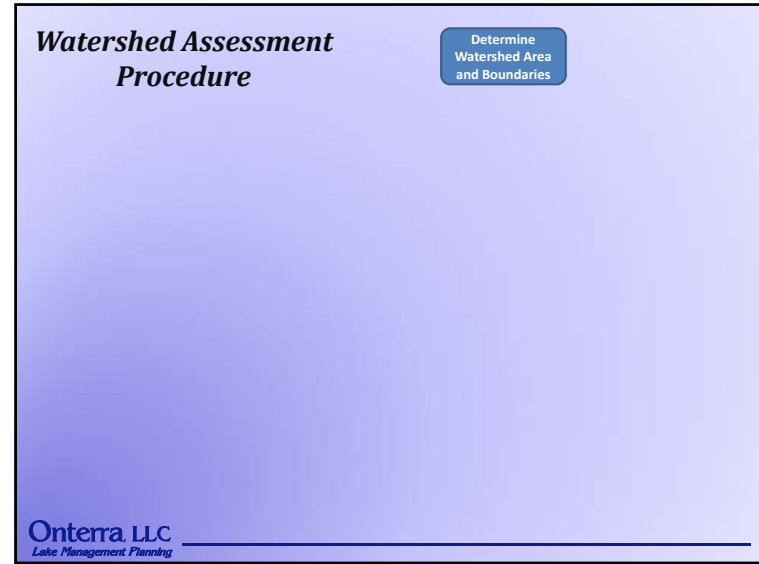 Watershed Assessment
Procedure
Determine
Watershed Area
and Boundaries
Onterra, LLC
Lake Management Planning